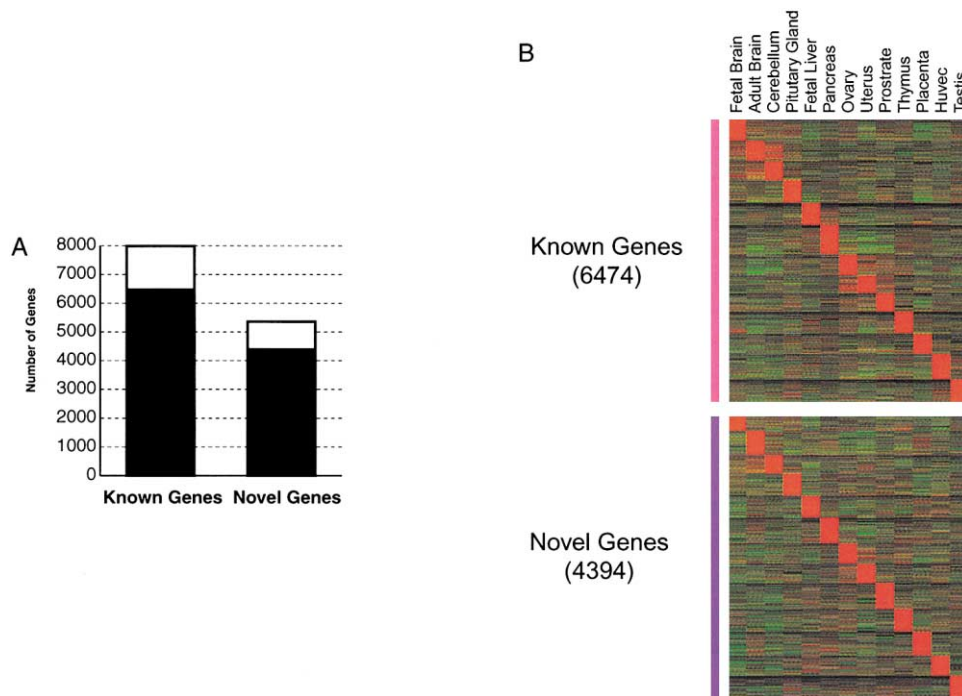 A
8000
7000
6000
5000
4000
3000
2000
1000
0
Number of Genes
Known Genes Novel Genes
B
Fetal Brain
Adult Brain
Cerebellum
Pitutary Gland
Fetal Liver
Pancreas
Ovary
Uterus
Prostrate
Thymus
Placenta
Huvec
Testis
Known Genes
(6474)
Novel Genes
(4394)